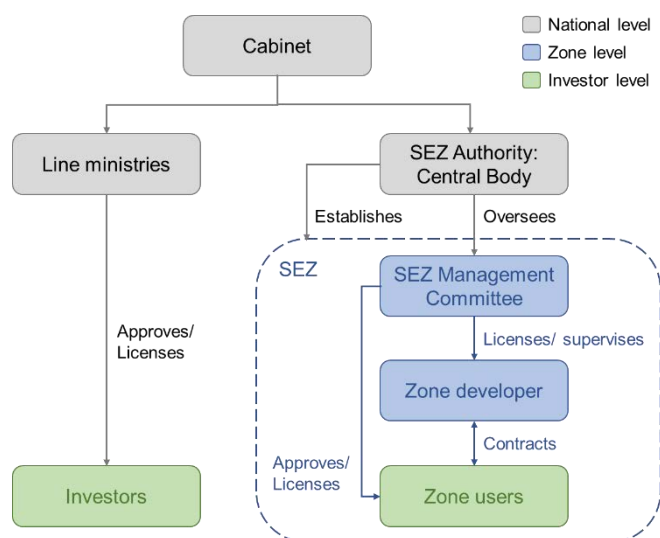 Cabinet
National level
Zone level
Investor level
Line ministries
SEZ Authority:
Central Body
Establishes
Oversees
SEZ
SEZ Management
Committee
Approves/
Licenses
Licenses/ supervises
Zone developer
Contracts
Approves/
Licenses
Investors
Zone users